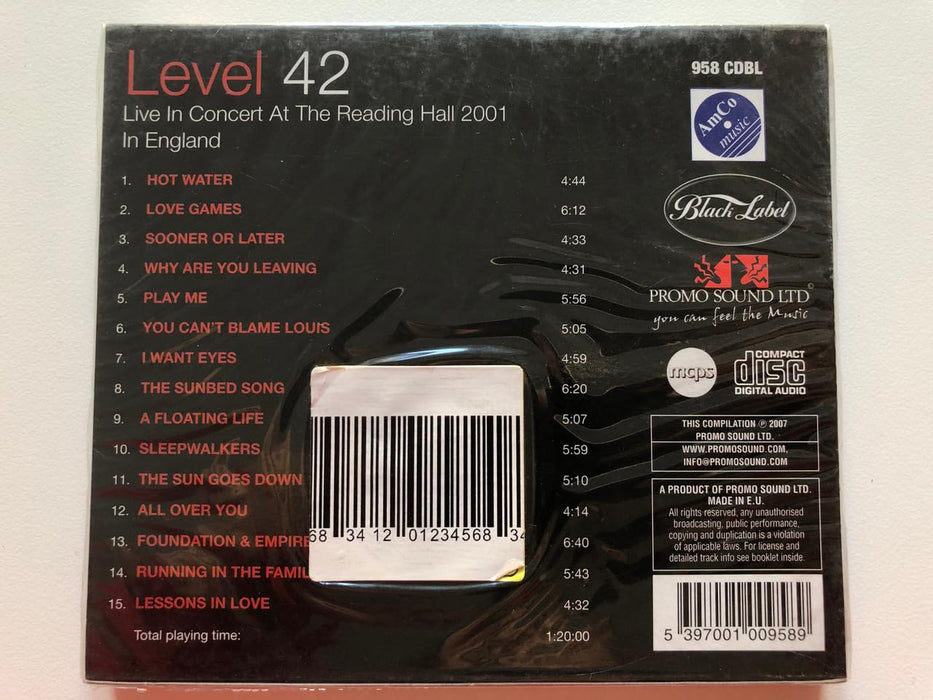 Level 42
Live In Concert At The Reading Hall 2001
In England
1. HOT WATER 4:44
2. LOVE GAMES 6:12
3. SOONER OR LATER 4:33
4. WHY ARE YOU LEAVING 4:31
5. PLAY ME 5:56
6. YOU CAN'T BLAME LOUIS 5:05
7. I WANT EYES 4:59
8. THE SUNBED SONG 6:20
9. A FLOATING LIFE 5:07
10. SLEEPWALKERS 5:59
11. THE SUN GOES DOWN 5:10
12. ALL OVER YOU 4:14
13. FOUNDATION & EMPIRE 6:40
14. RUNNING IN THE FAMIL 5:43
15. LESSONS IN LOVE 4:32
Total playing time: 1:20:00
68 34 12 01234568 34
958 CDBL
AmCo
music
Black Label
PROMO SOUND LTD ©
you can feel the Music
mcps
COMPACT
disc
DIGITAL AUDIO
THIS COMPILATION ℗ 2007
PROMO SOUND LTD.
WWW.PROMOSOUND.COM.
INFO@PROMOSOUND.COM
A PRODUCT OF PROMO SOUND LTD.
MADE IN E.U.
All rights reserved, any unauthorised
broadcasting, public performance,
copying and duplication is a violation
of applicable laws. For license and
detailed track info see booklet inside.
5 397001 009589